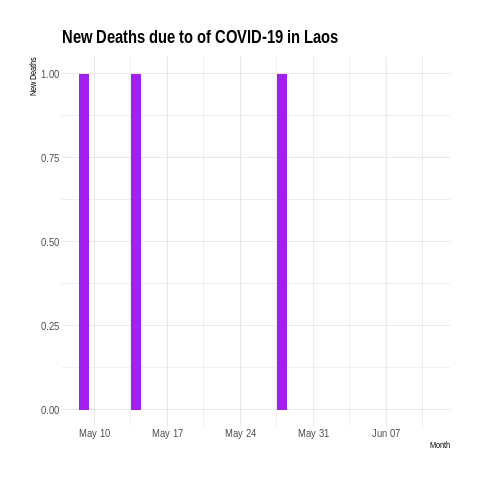 New Deaths due to of COVID-19 in Laos
New Deaths
1.00
0.75
0.50
0.25
0.00
May 10
May 17
May 24
May 31
Jun 07
Month